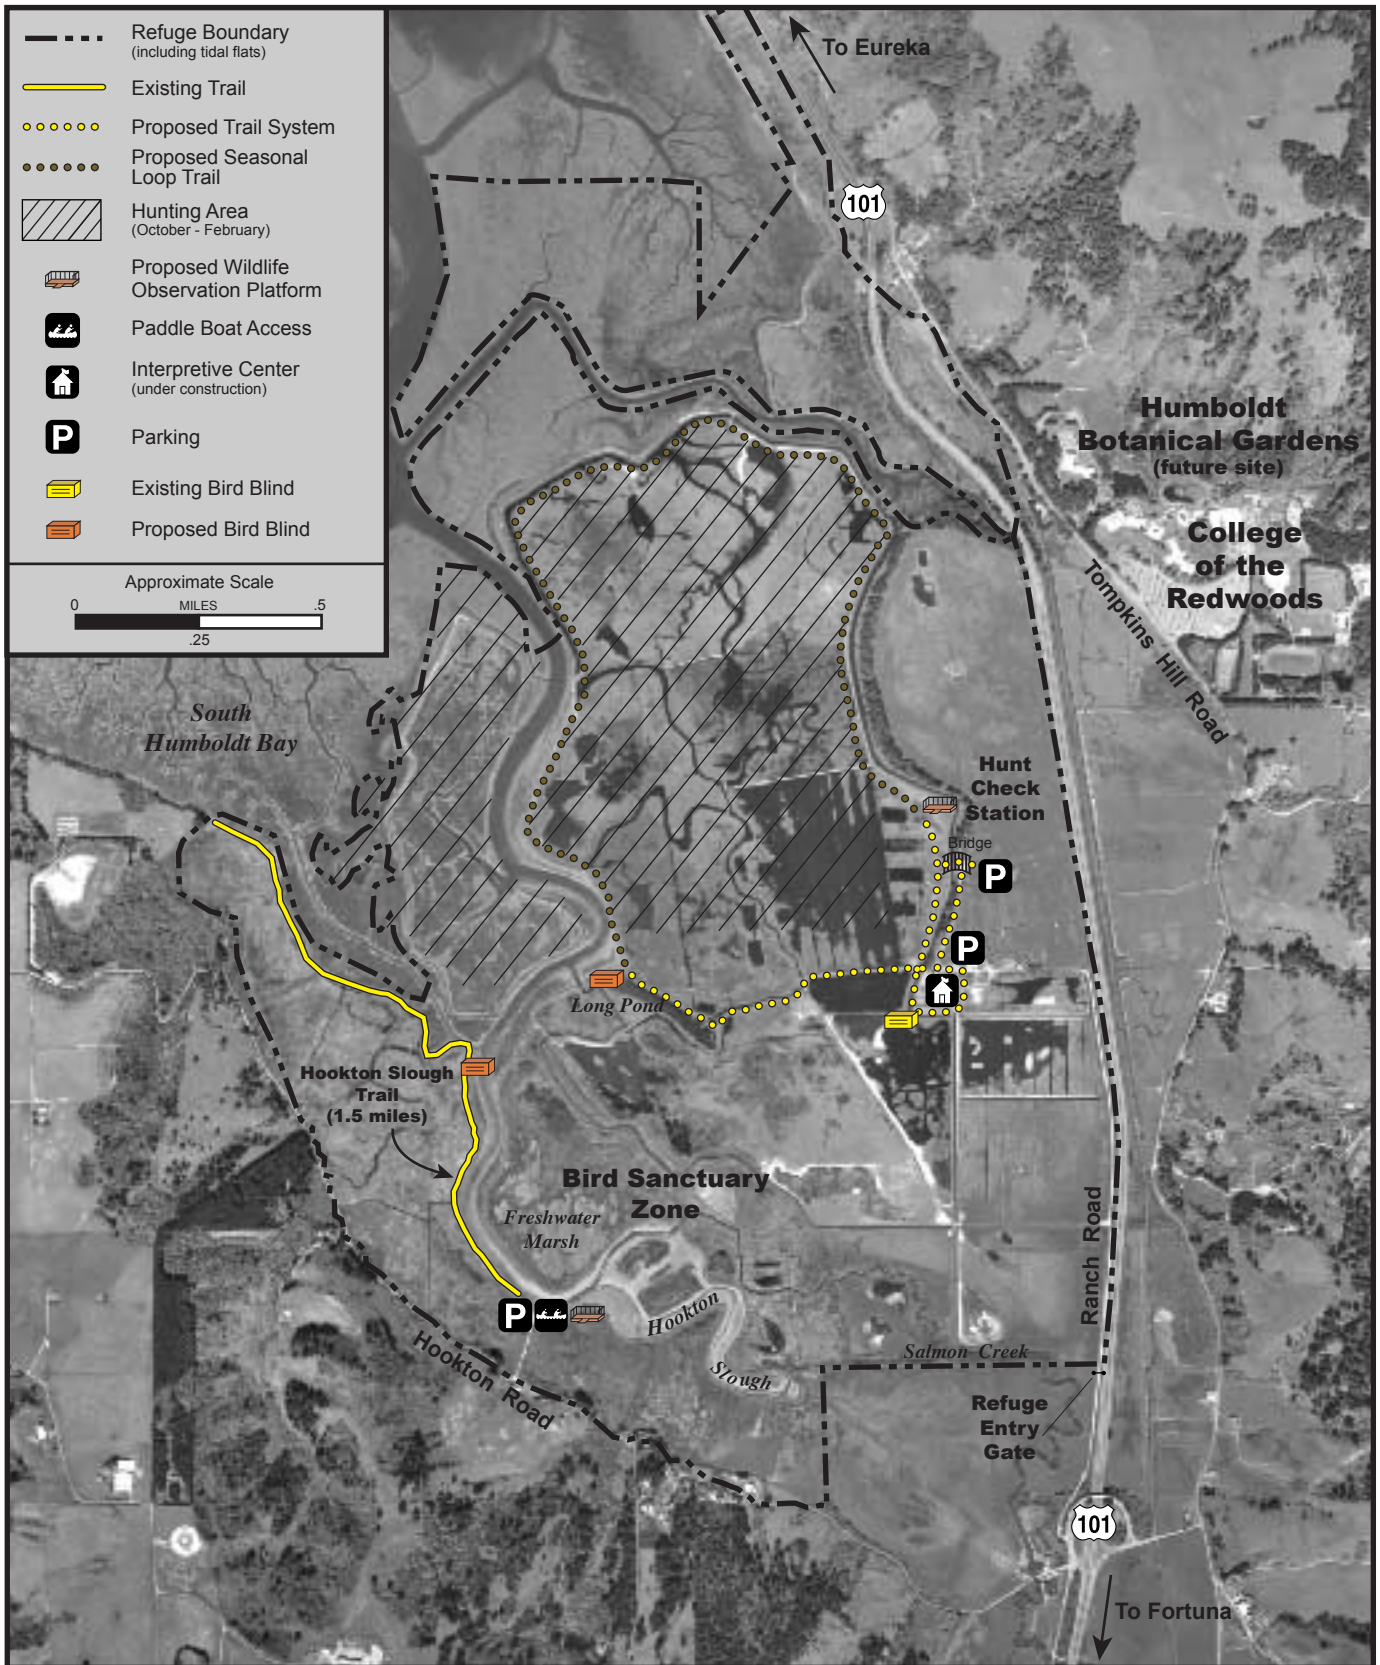 Refuge Boundary
(including tidal flats)
Existing Trail
Proposed Trail System
Proposed Seasonal
Loop Trail
Hunting Area
(October - February)
Proposed Wildlife
Observation Platform
Paddle Boat Access
Interpretive Center
(under construction)
P
Parking
Existing Bird Blind
Proposed Bird Blind
Approximate Scale
0 MILES .5
.25
To Eureka
101
Humboldt
Botanical Gardens
(future site)
College
of the
Redwoods
Tompkins Hill Road
South
Humboldt Bay
Hunt
Check
Station
Bridge
P
P
Long Pond
Hookton Slough
Trail
(1.5 miles)
Bird Sanctuary
Zone
Freshwater
Marsh
Ranch Road
P
Hookton
Slough
Hookton Road
Salmon Creek
Refuge
Entry
Gate
101
To Fortuna